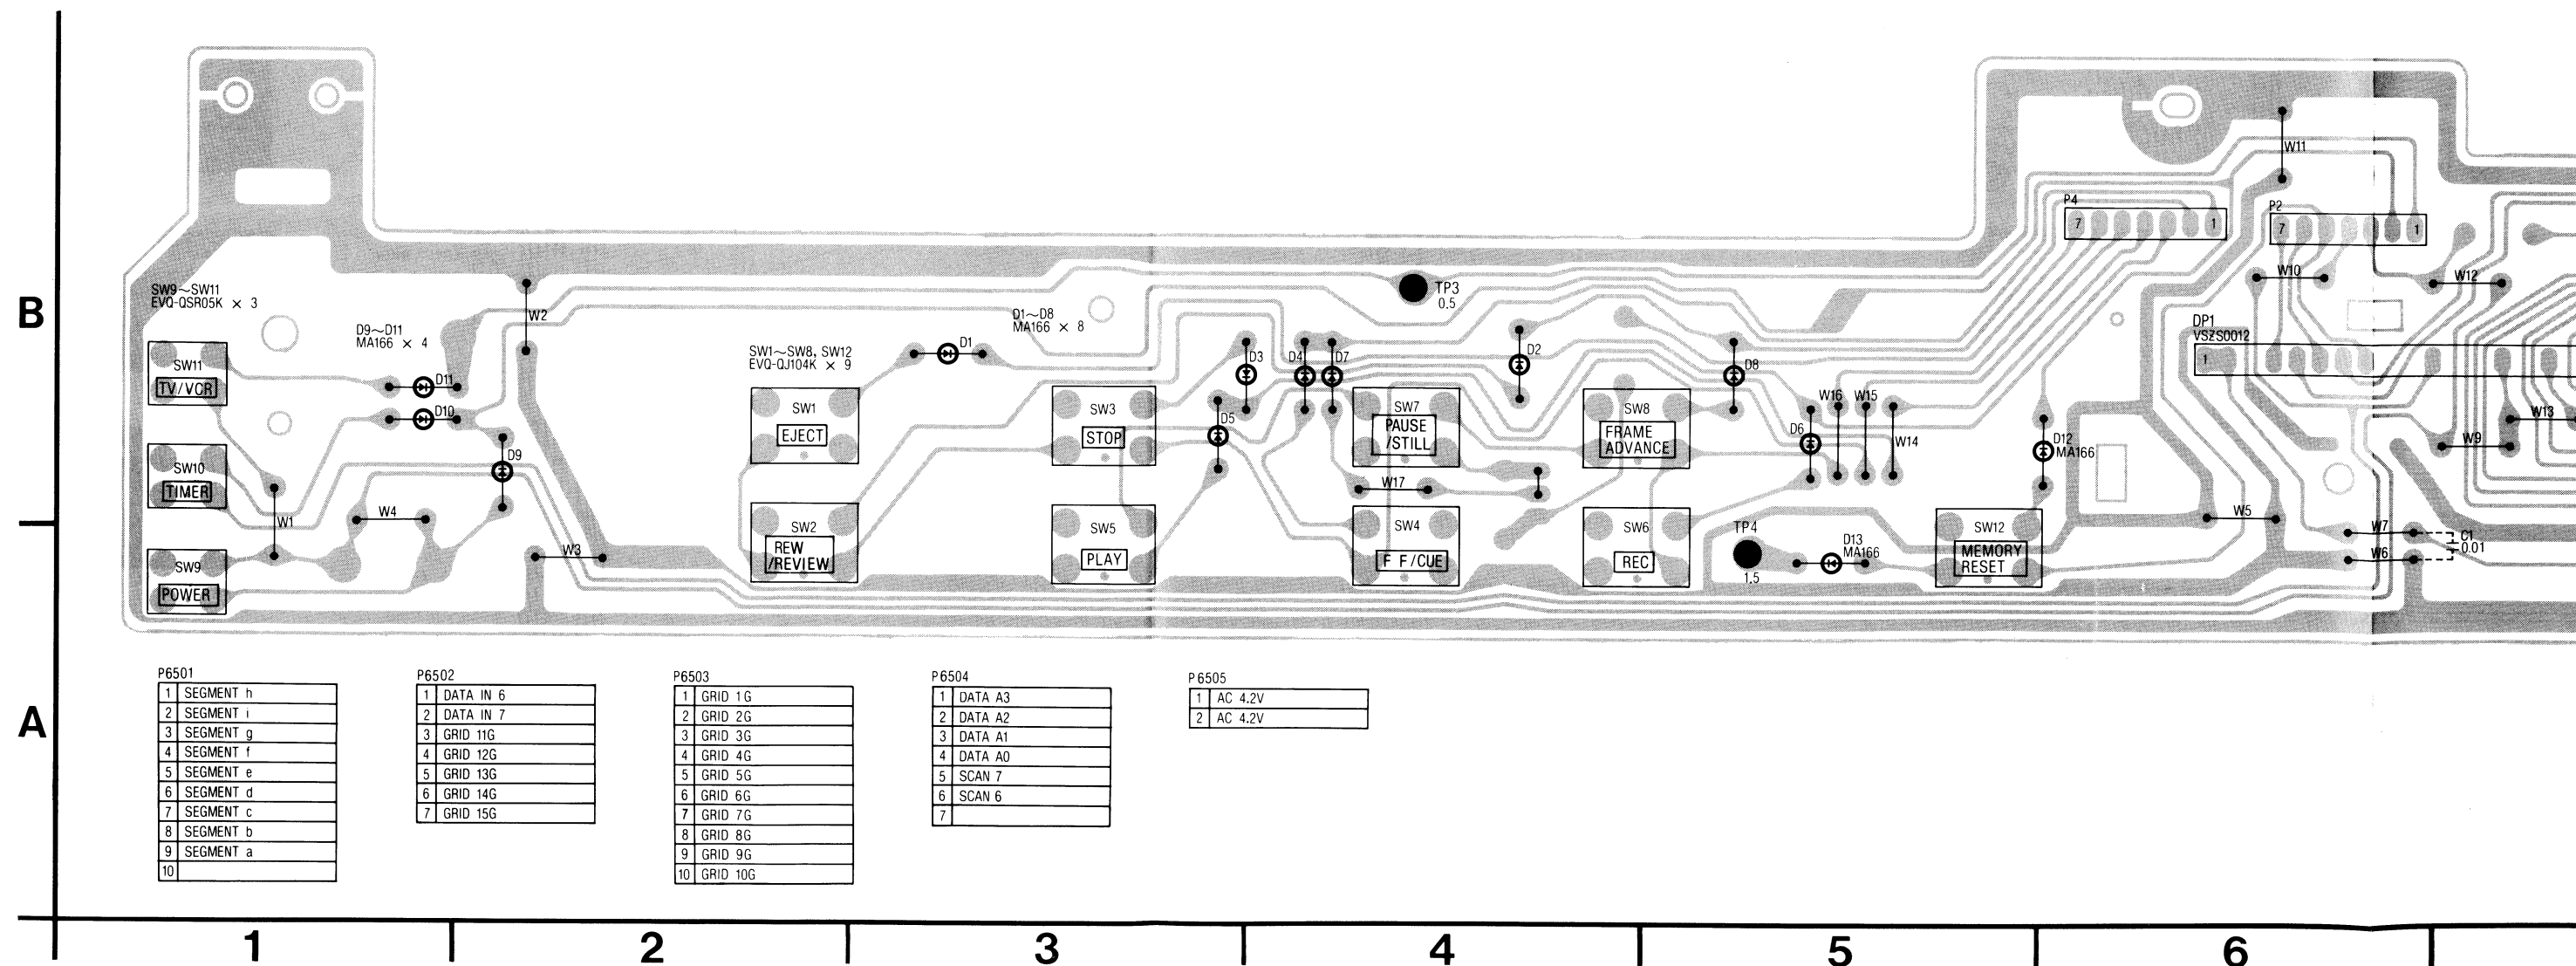 B
A
1
2
3
4
5
6
SW9~SW11
EVQ-QSR05K × 3
SW11
TV/VCR
SW10
TIMER
SW9
POWER
D9~D11
MA166 × 4
D11
D10
D9
W1
W4
W2
W3
SW1~SW8, SW12
EVQ-QJ104K × 9
SW1
EJECT
SW2
REW
/REVIEW
D1~D8
MA166 × 8
D1
SW3
STOP
SW5
PLAY
D3
D4
D7
D5
TP3
0.5
SW7
PAUSE
/STILL
W17
SW4
F F/CUE
D2
SW8
FRAME
ADVANCE
SW6
REC
D8
D6
W16
W15
W14
TP4
1.5
D13
MA166
SW12
MEMORY
RESET
D12
MA166
P4
7
1
P2
7
1
W11
W10
W12
DP1
VSZS0012
1
W13
W9
W5
W7
W6
C1
0.01
P6501
1 SEGMENT h
2 SEGMENT i
3 SEGMENT g
4 SEGMENT f
5 SEGMENT e
6 SEGMENT d
7 SEGMENT c
8 SEGMENT b
9 SEGMENT a
10
P6502
1 DATA IN 6
2 DATA IN 7
3 GRID 11G
4 GRID 12G
5 GRID 13G
6 GRID 14G
7 GRID 15G
P6503
1 GRID 1G
2 GRID 2G
3 GRID 3G
4 GRID 4G
5 GRID 5G
6 GRID 6G
7 GRID 7G
8 GRID 8G
9 GRID 9G
10 GRID 10G
P6504
1 DATA A3
2 DATA A2
3 DATA A1
4 DATA A0
5 SCAN 7
6 SCAN 6
7
P6505
1 AC 4.2V
2 AC 4.2V